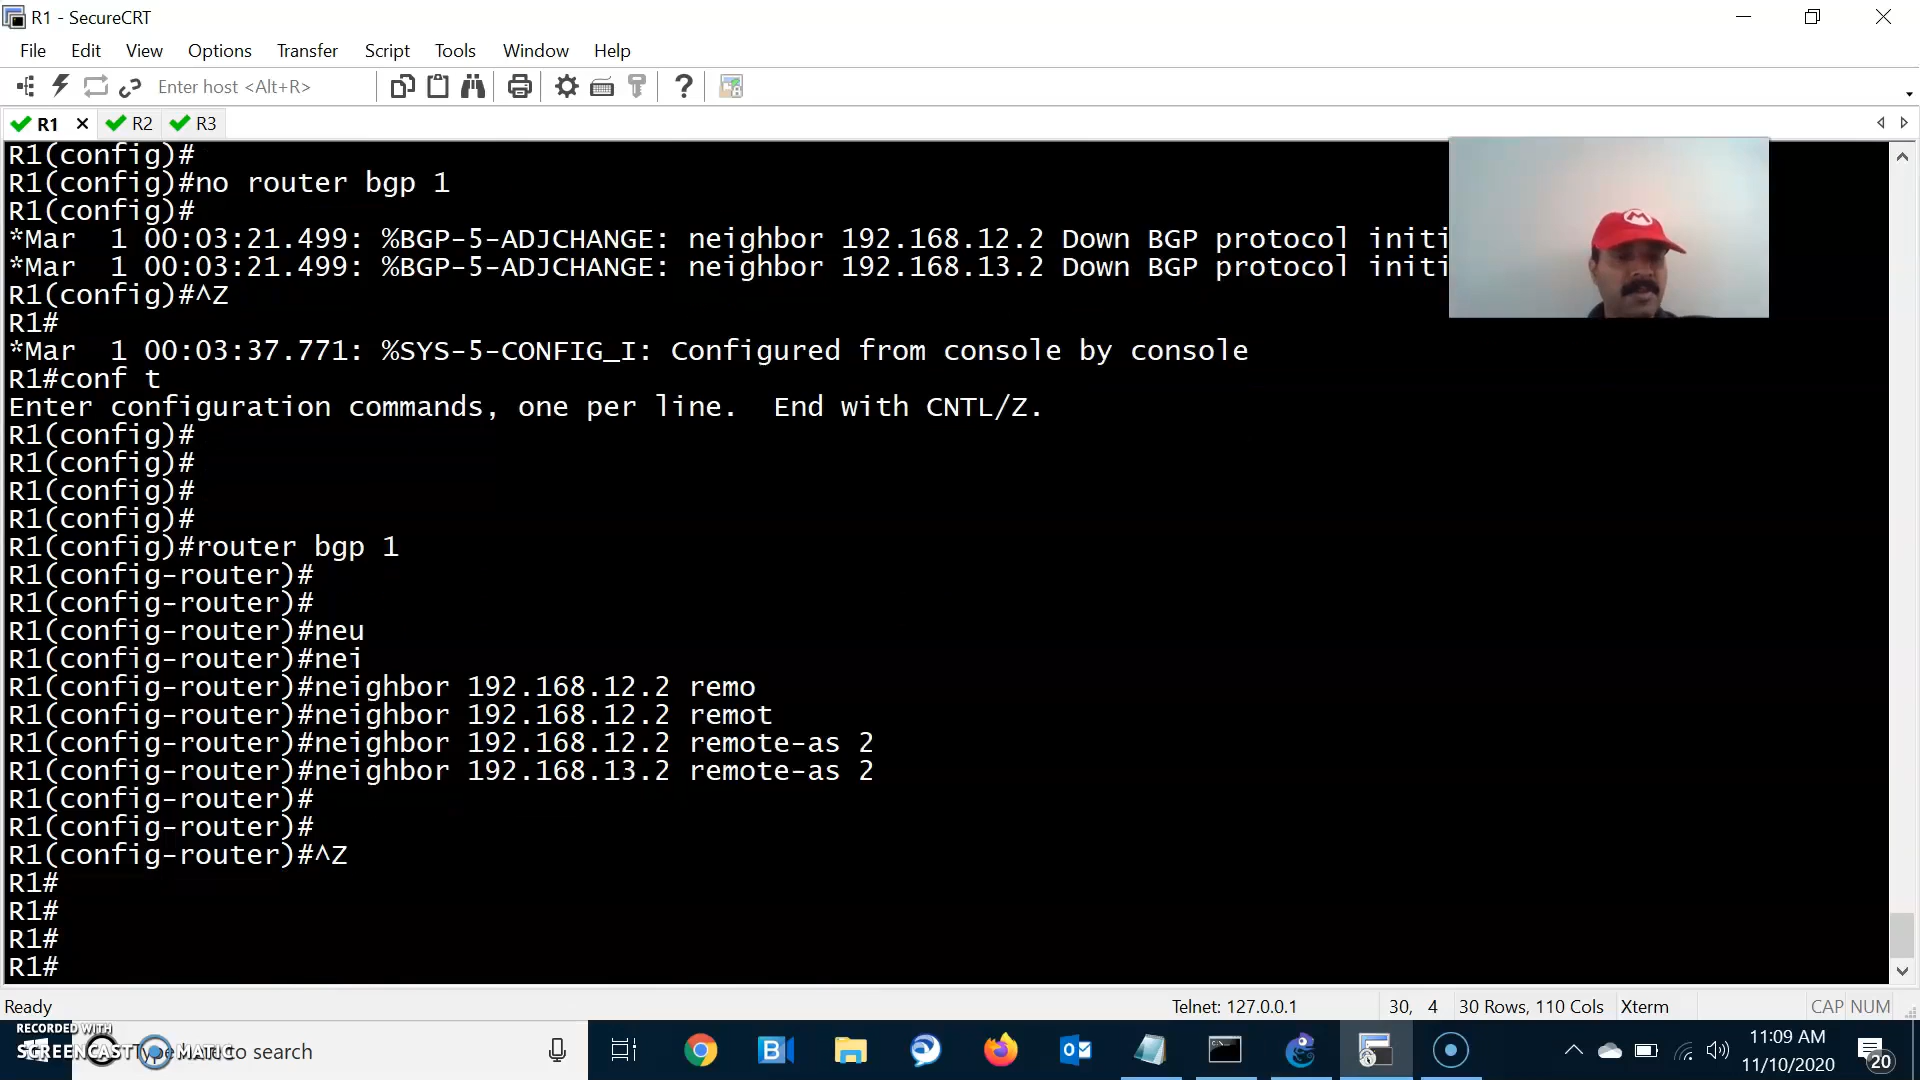 R1 - SecureCRT
File Edit View Options Transfer Script Tools Window Help
Enter host <Alt+R>
R1 R2 R3
R1(config)#
R1(config)#no router bgp 1
R1(config)#
*Mar  1 00:03:21.499: %BGP-5-ADJCHANGE: neighbor 192.168.12.2 Down BGP protocol initi
*Mar  1 00:03:21.499: %BGP-5-ADJCHANGE: neighbor 192.168.13.2 Down BGP protocol initi
R1(config)#^Z
R1#
*Mar  1 00:03:37.771: %SYS-5-CONFIG_I: Configured from console by console
R1#conf t
Enter configuration commands, one per line.  End with CNTL/Z.
R1(config)#
R1(config)#
R1(config)#
R1(config)#
R1(config)#router bgp 1
R1(config-router)#
R1(config-router)#
R1(config-router)#neu
R1(config-router)#nei
R1(config-router)#neighbor 192.168.12.2 remo
R1(config-router)#neighbor 192.168.12.2 remot
R1(config-router)#neighbor 192.168.12.2 remote-as 2
R1(config-router)#neighbor 192.168.13.2 remote-as 2
R1(config-router)#
R1(config-router)#
R1(config-router)#^Z
R1#
R1#
R1#
R1#
Ready Telnet: 127.0.0.1 30, 4 30 Rows, 110 Cols Xterm CAP NUM
RECORDED WITH
SCREENCAST MATIC
to search
11:09 AM
11/10/2020
20